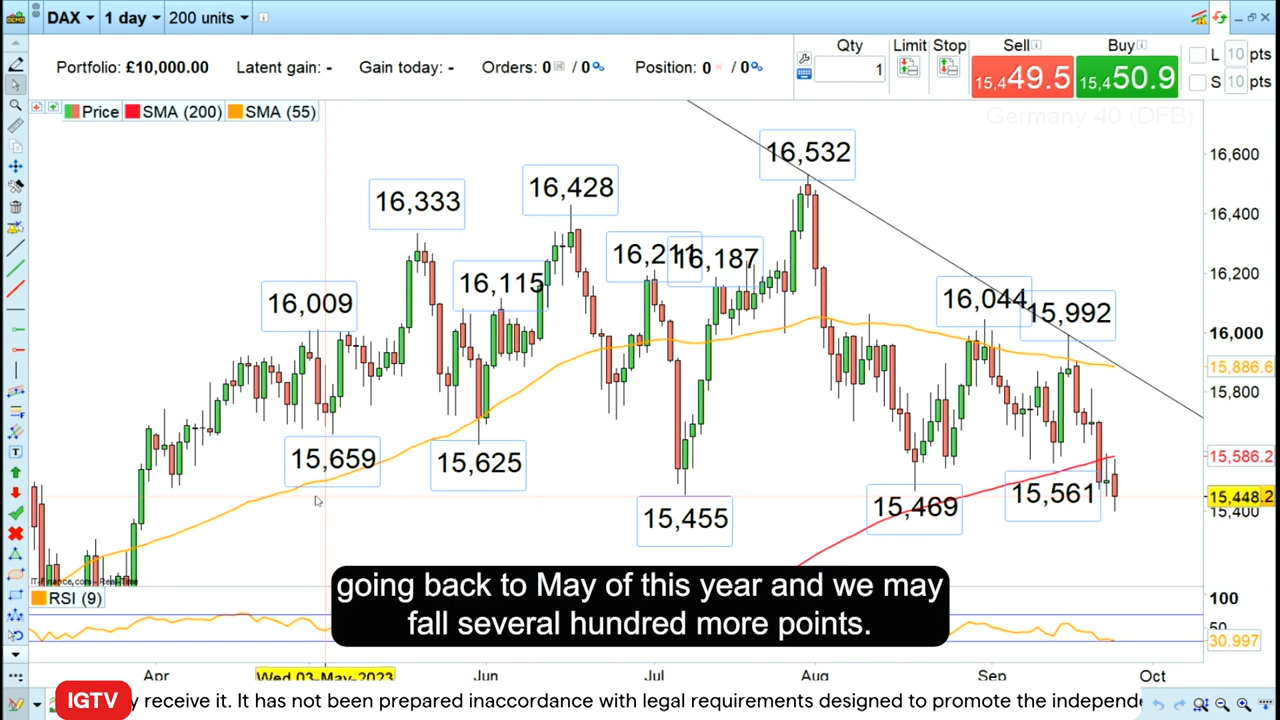 DEMO DAX 1 day 200 units
Portfolio: £10,000.00 Latent gain: - Gain today: - Orders: 0 / 0 Position: 0 / 0
Qty Limit Stop Sell Buy
1 15,449.5 15,450.9
L 10 pts
S 10 pts
Price SMA (200) SMA (55)
Germany 40 (DFB)
16,532
16,428
16,333
16,211
16,187
16,115
16,009
16,044
15,992
15,659
15,625
15,455
15,469
15,561
16,600
16,400
16,200
16,000
15,886.6
15,800
15,586.2
15,448.2
15,400
IT-Finance.com - Real-Time
RSI (9)
100
50
30.997
going back to May of this year and we may
fall several hundred more points.
Apr Wed 03-May-2023 Jun Jul Aug Sep Oct
IGTV y receive it. It has not been prepared inaccordance with legal requirements designed to promote the independe